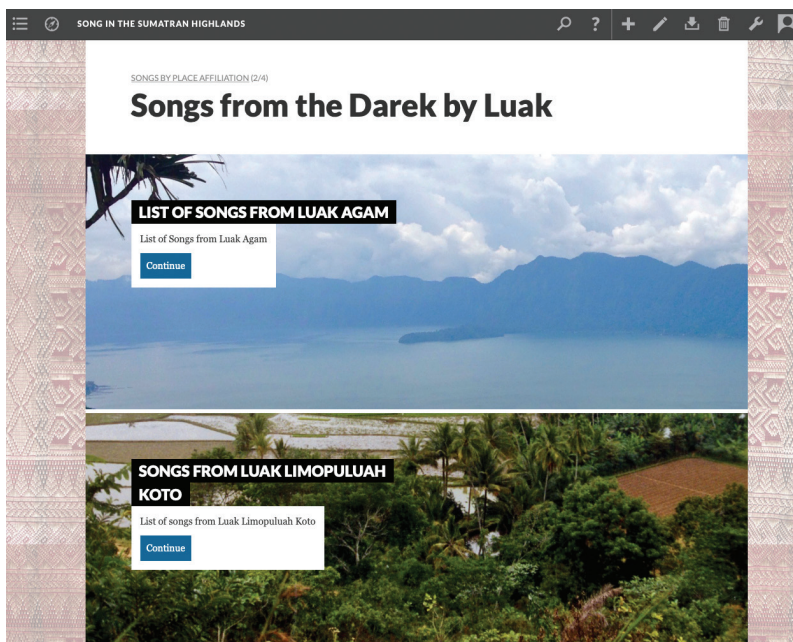 SONG IN THE SUMATRAN HIGHLANDS
SONGS BY PLACE AFFILIATION (2/4)
Songs from the Darek by Luak
LIST OF SONGS FROM LUAK AGAM
List of Songs from Luak Agam
Continue
SONGS FROM LUAK LIMOPULUAH
KOTO
List of songs from Luak Limopuluah Koto
Continue